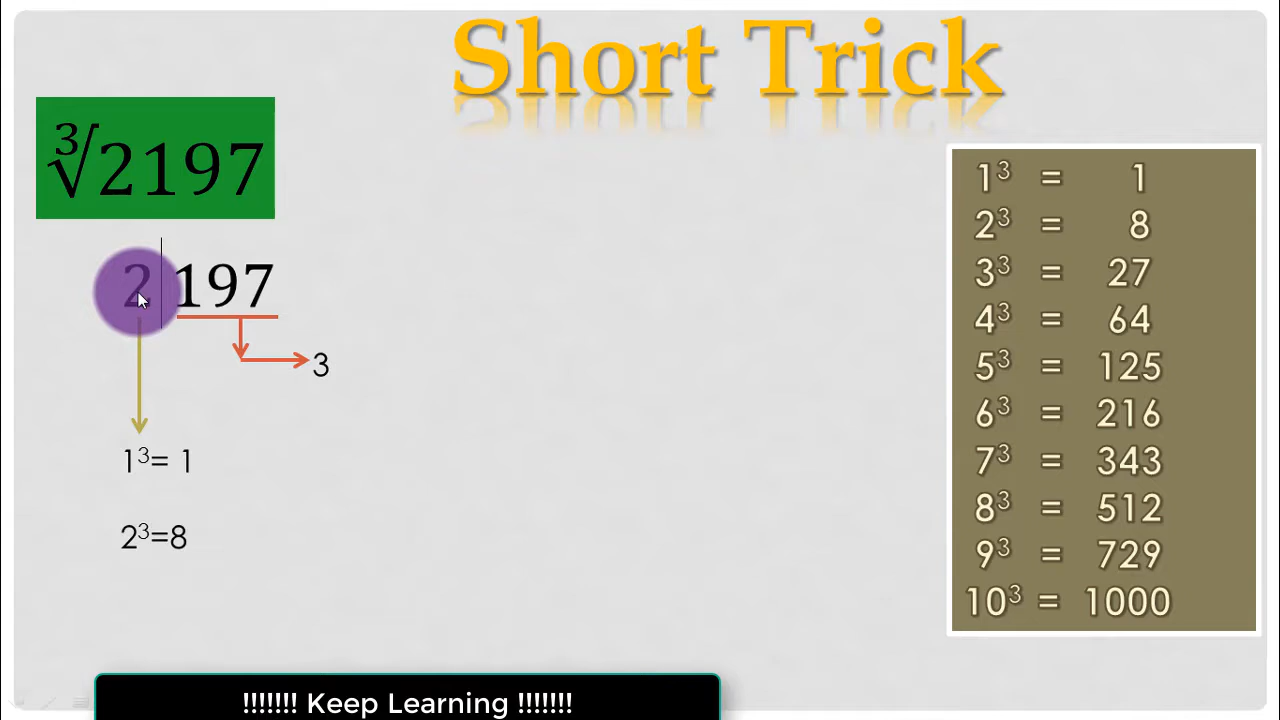 Short Trick
∛2197
2 197
3
1³= 1
2³=8
1³ = 1
2³ = 8
3³ = 27
4³ = 64
5³ = 125
6³ = 216
7³ = 343
8³ = 512
9³ = 729
10³ = 1000
!!!!!!! Keep Learning !!!!!!!